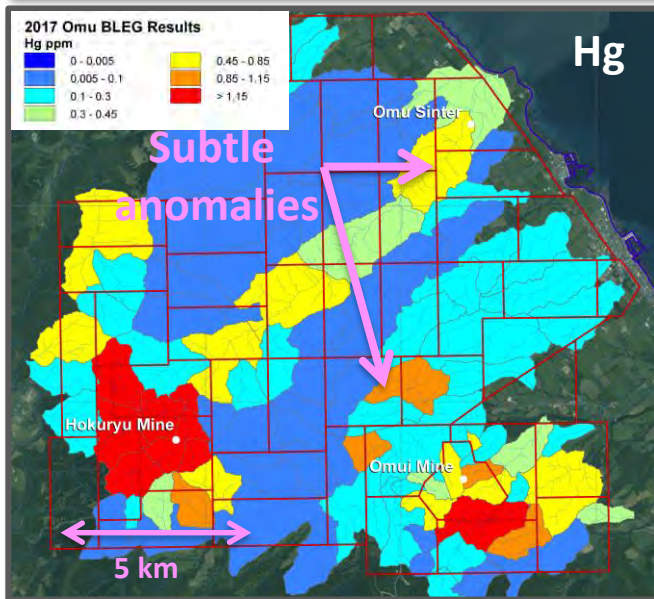 2017 Omu BLEG Results
Hg ppm
0 - 0.005
0.005 - 0.1
0.1 - 0.3
0.3 - 0.45
0.45 - 0.85
0.85 - 1.15
> 1.15
Hg
Omu Sinter
Subtle
anomalies
Hokuryu Mine
Omui Mine
5 km